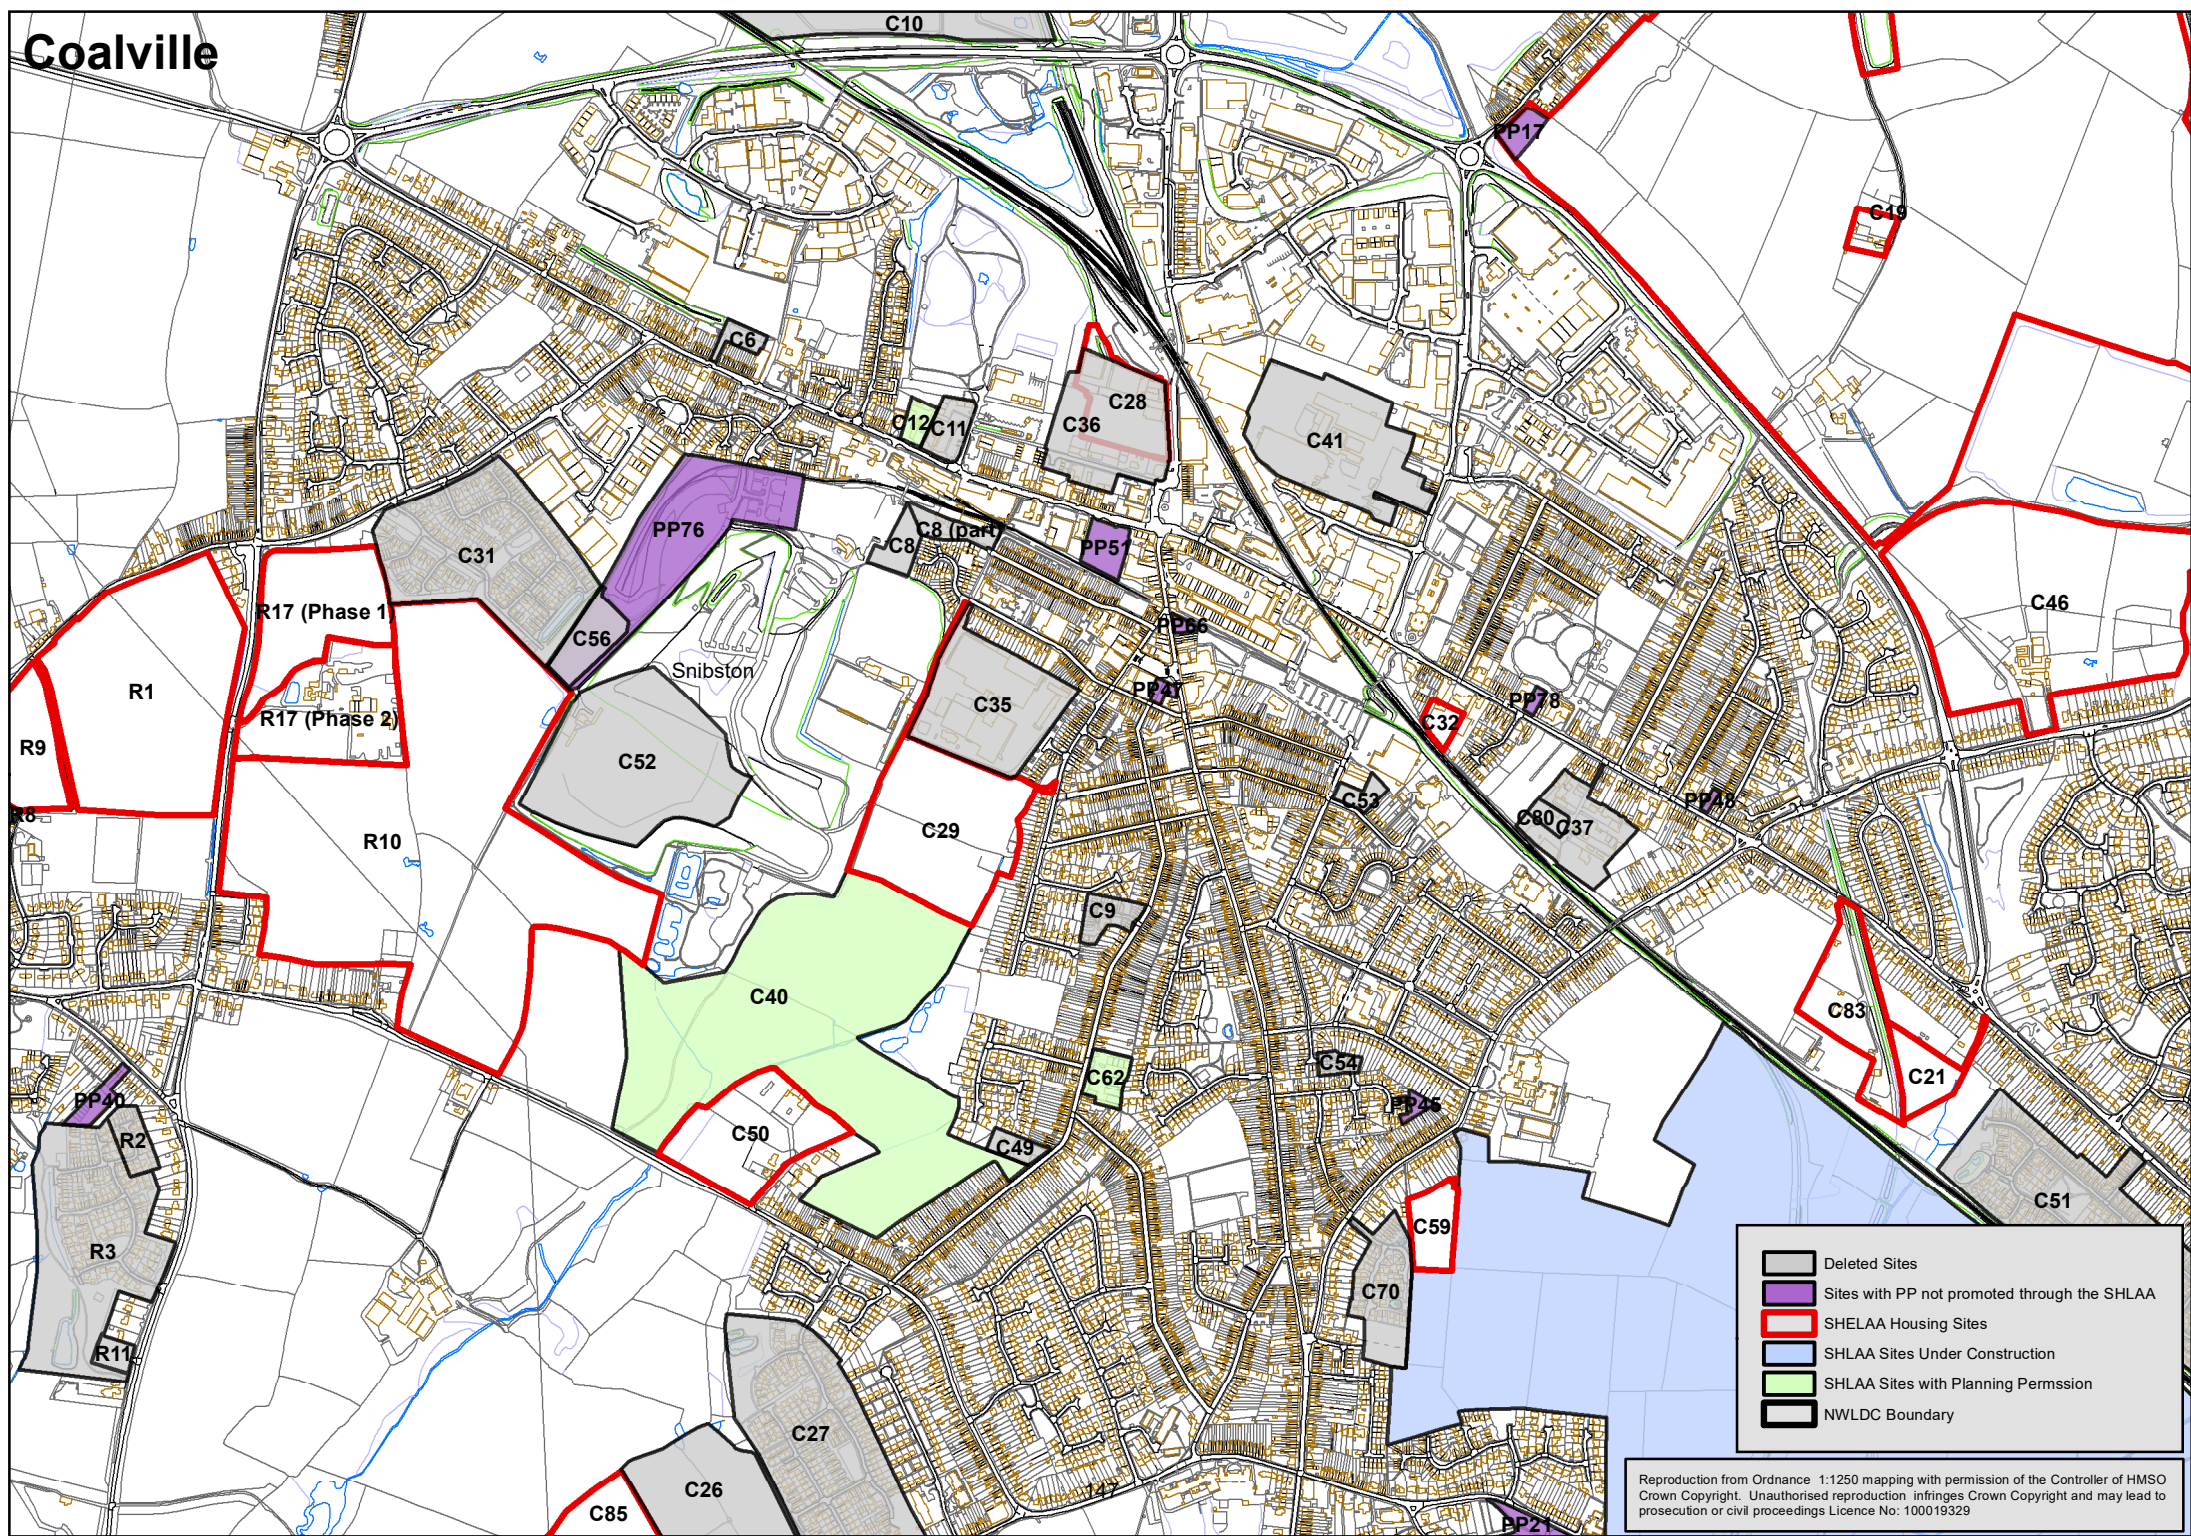 C10
Coalville
PP17
C19
C6
C28
C12
C11
C36
C41
PP76
C8 (part)
C8
PP51
C31
C46
R17 (Phase 1)
PP66
C56
Snibston
R1
PP47
R17 (Phase 2)
C35
PP78
C32
R9
C52
C53
PP48
R8
C80
C37
C29
R10
C9
C40
C83
C54
C62
C21
PP40
PP45
R2
C50
C49
C51
C59
R3
Deleted Sites
C70
Sites with PP not promoted through the SHLAA
SHELAA Housing Sites
R11
SHLAA Sites Under Construction
SHLAA Sites with Planning Permssion
NWLDC Boundary
C27
Reproduction from Ordnance 1:1250 mapping with permission of the Controller of HMSO
Crown Copyright. Unauthorised reproduction infringes Crown Copyright and may lead to
prosecution or civil proceedings Licence No: 100019329
C26
147
C85
PP21